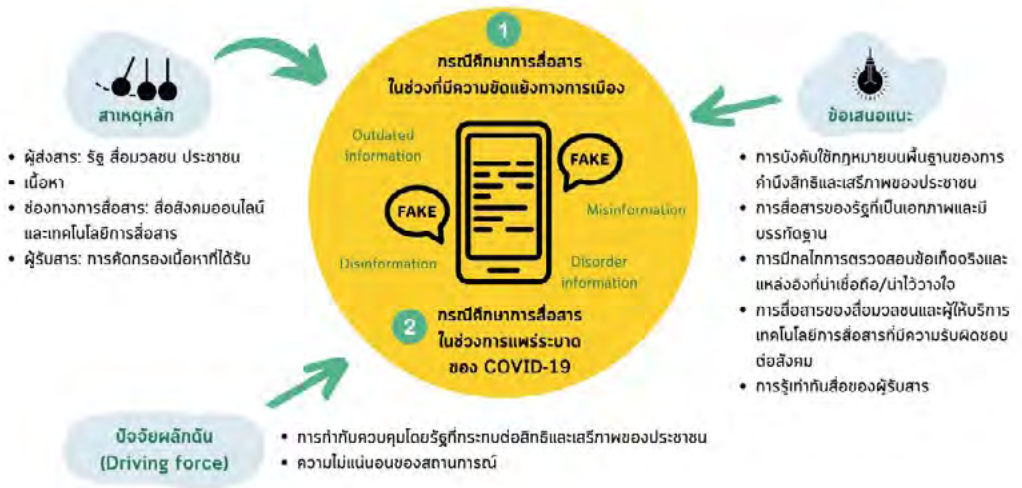 สาเหตุหลัก
• ผู้ส่งสาร: รัฐ สื่อมวลชน ประชาชน
• เนื้อหา
• ช่องทางการสื่อสาร: สื่อสังคมออนไลน์
และเทคโนโลยีการสื่อสาร
• ผู้รับสาร: การคัดกรองเนื้อหาที่ได้รับ
1
กรณีศึกษาการสื่อสาร
ในช่วงที่มีความขัดแย้งทางการเมือง
Outdated
information
FAKE
FAKE
Misinformation
Disinformation
Disorder
information
2
กรณีศึกษาการสื่อสาร
ในช่วงการแพร่ระบาด
ของ COVID-19
ข้อเสนอแนะ
• การบังคับใช้กฎหมายบนพื้นฐานของการ
คำนึงสิทธิและเสรีภาพของประชาชน
• การสื่อสารของรัฐที่เป็นเอกภาพและมี
บรรทัดฐาน
• การมีกลไกการตรวจสอบข้อเท็จจริงและ
แหล่งอิงที่น่าเชื่อถือ/น่าไว้วางใจ
• การสื่อสารของสื่อมวลชนและผู้ให้บริการ
เทคโนโลยีการสื่อสารที่มีความรับผิดชอบ
ต่อสังคม
• การรู้เท่าทันสื่อของผู้รับสาร
ปัจจัยผลักดัน
(Driving force)
• การกำกับควบคุมโดยรัฐที่กระทบต่อสิทธิและเสรีภาพของประชาชน
• ความไม่แน่นอนของสถานการณ์